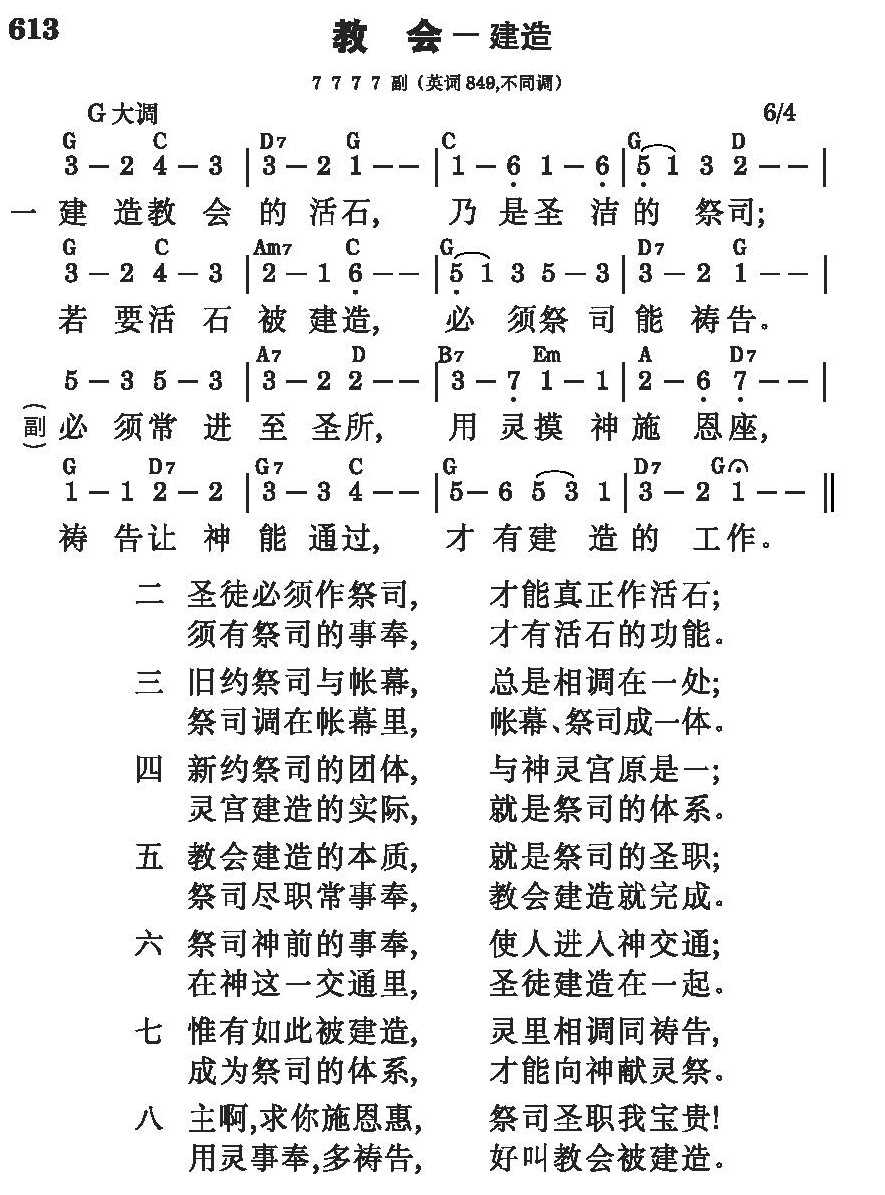 613
教 会 — 建造
7 7 7 7 副 (英词849,不同调)
G大调 6/4
G C D7 G C G D
3 – 2 4 – 3 | 3 – 2 1 – – | 1 – 6̣ 1 – 6̣ | 5̣ 1 3 2 – – |
一 建 造教 会 的 活石, 乃 是圣 洁的 祭司;
G C Am7 C G D7 G
3 – 2 4 – 3 | 2 – 1 6̣ – – | 5̣ 1 3 5 – 3 | 3 – 2 1 – – |
若 要活 石 被 建造, 必 须祭 司 能 祷告。
A7 D B7 Em A D7
5 – 3 5 – 3 | 3 – 2 2 – – | 3 – 7̣ 1 – 1 | 2 – 6̣ 7̣ – – |
(副) 必 须常 进 至 圣所, 用 灵摸 神施 恩座,
G D7 G7 C G D7 G
1 – 1 2 – 2 | 3 – 3 4 – – | 5 – 6 5 3 1 | 3 – 2 1 – – ‖
祷 告让 神 能 通过, 才 有建 造的 工作。
二 圣徒必须作祭司, 才能真正作活石;
须有祭司的事奉, 才有活石的功能。
三 旧约祭司与帐幕, 总是相调在一处;
祭司调在帐幕里, 帐幕、祭司成一体。
四 新约祭司的团体, 与神灵宫原是一;
灵宫建造的实际, 就是祭司的体系。
五 教会建造的本质, 就是祭司的圣职;
祭司尽职常事奉, 教会建造就完成。
六 祭司神前的事奉, 使人进入神交通;
在神这一交通里, 圣徒建造在一起。
七 惟有如此被建造, 灵里相调同祷告,
成为祭司的体系, 才能向神献灵祭。
八 主啊,求你施恩惠, 祭司圣职我宝贵!
用灵事奉,多祷告, 好叫教会被建造。